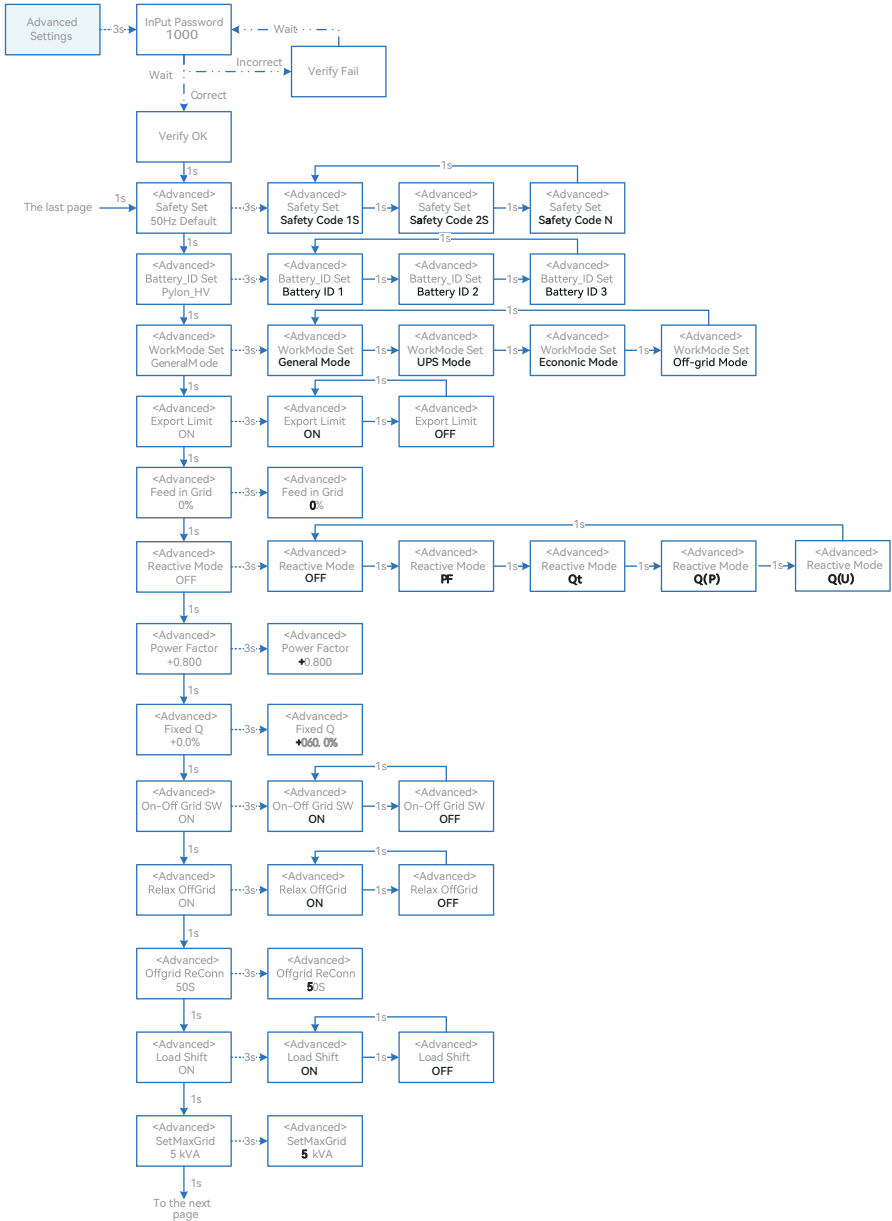 Advanced
Settings
3s
InPut Password
1000
Wait
Incorrect
Verify Fail
Wait
Correct
Verify OK
1s
The last page
1s
<Advanced>
Safety Set
50Hz Default
3s
<Advanced>
Safety Set
Safety Code 1S
1s
<Advanced>
Safety Set
Safety Code 2S
1s
<Advanced>
Safety Set
Safety Code N
1s
1s
<Advanced>
Battery_ID Set
Pylon_HV
3s
<Advanced>
Battery_ID Set
Battery ID 1
1s
<Advanced>
Battery_ID Set
Battery ID 2
1s
<Advanced>
Battery_ID Set
Battery ID 3
1s
1s
<Advanced>
WorkMode Set
GeneralM ode
3s
<Advanced>
WorkMode Set
General Mode
1s
<Advanced>
WorkMode Set
UPS Mode
1s
<Advanced>
WorkMode Set
Econonic Mode
1s
<Advanced>
WorkMode Set
Off-grid Mode
1s
1s
<Advanced>
Export Limit
ON
3s
<Advanced>
Export Limit
ON
1s
<Advanced>
Export Limit
OFF
1s
1s
<Advanced>
Feed in Grid
0%
3s
<Advanced>
Feed in Grid
0%
1s
<Advanced>
Reactive Mode
OFF
3s
<Advanced>
Reactive Mode
OFF
1s
<Advanced>
Reactive Mode
PF
1s
<Advanced>
Reactive Mode
Qt
1s
<Advanced>
Reactive Mode
Q(P)
1s
<Advanced>
Reactive Mode
Q(U)
1s
1s
<Advanced>
Power Factor
+0.800
3s
<Advanced>
Power Factor
+0.800
1s
<Advanced>
Fixed Q
+0.0%
3s
<Advanced>
Fixed Q
+060. 0%
1s
<Advanced>
On-Off Grid SW
ON
3s
<Advanced>
On-Off Grid SW
ON
1s
<Advanced>
On-Off Grid SW
OFF
1s
1s
<Advanced>
Relax OffGrid
ON
3s
<Advanced>
Relax OffGrid
ON
1s
<Advanced>
Relax OffGrid
OFF
1s
1s
<Advanced>
Offgrid ReConn
50S
3s
<Advanced>
Offgrid ReConn
50S
1s
<Advanced>
Load Shift
ON
3s
<Advanced>
Load Shift
ON
1s
<Advanced>
Load Shift
OFF
1s
1s
<Advanced>
SetMaxGrid
5 kVA
3s
<Advanced>
SetMaxGrid
5 kVA
1s
To the next
page